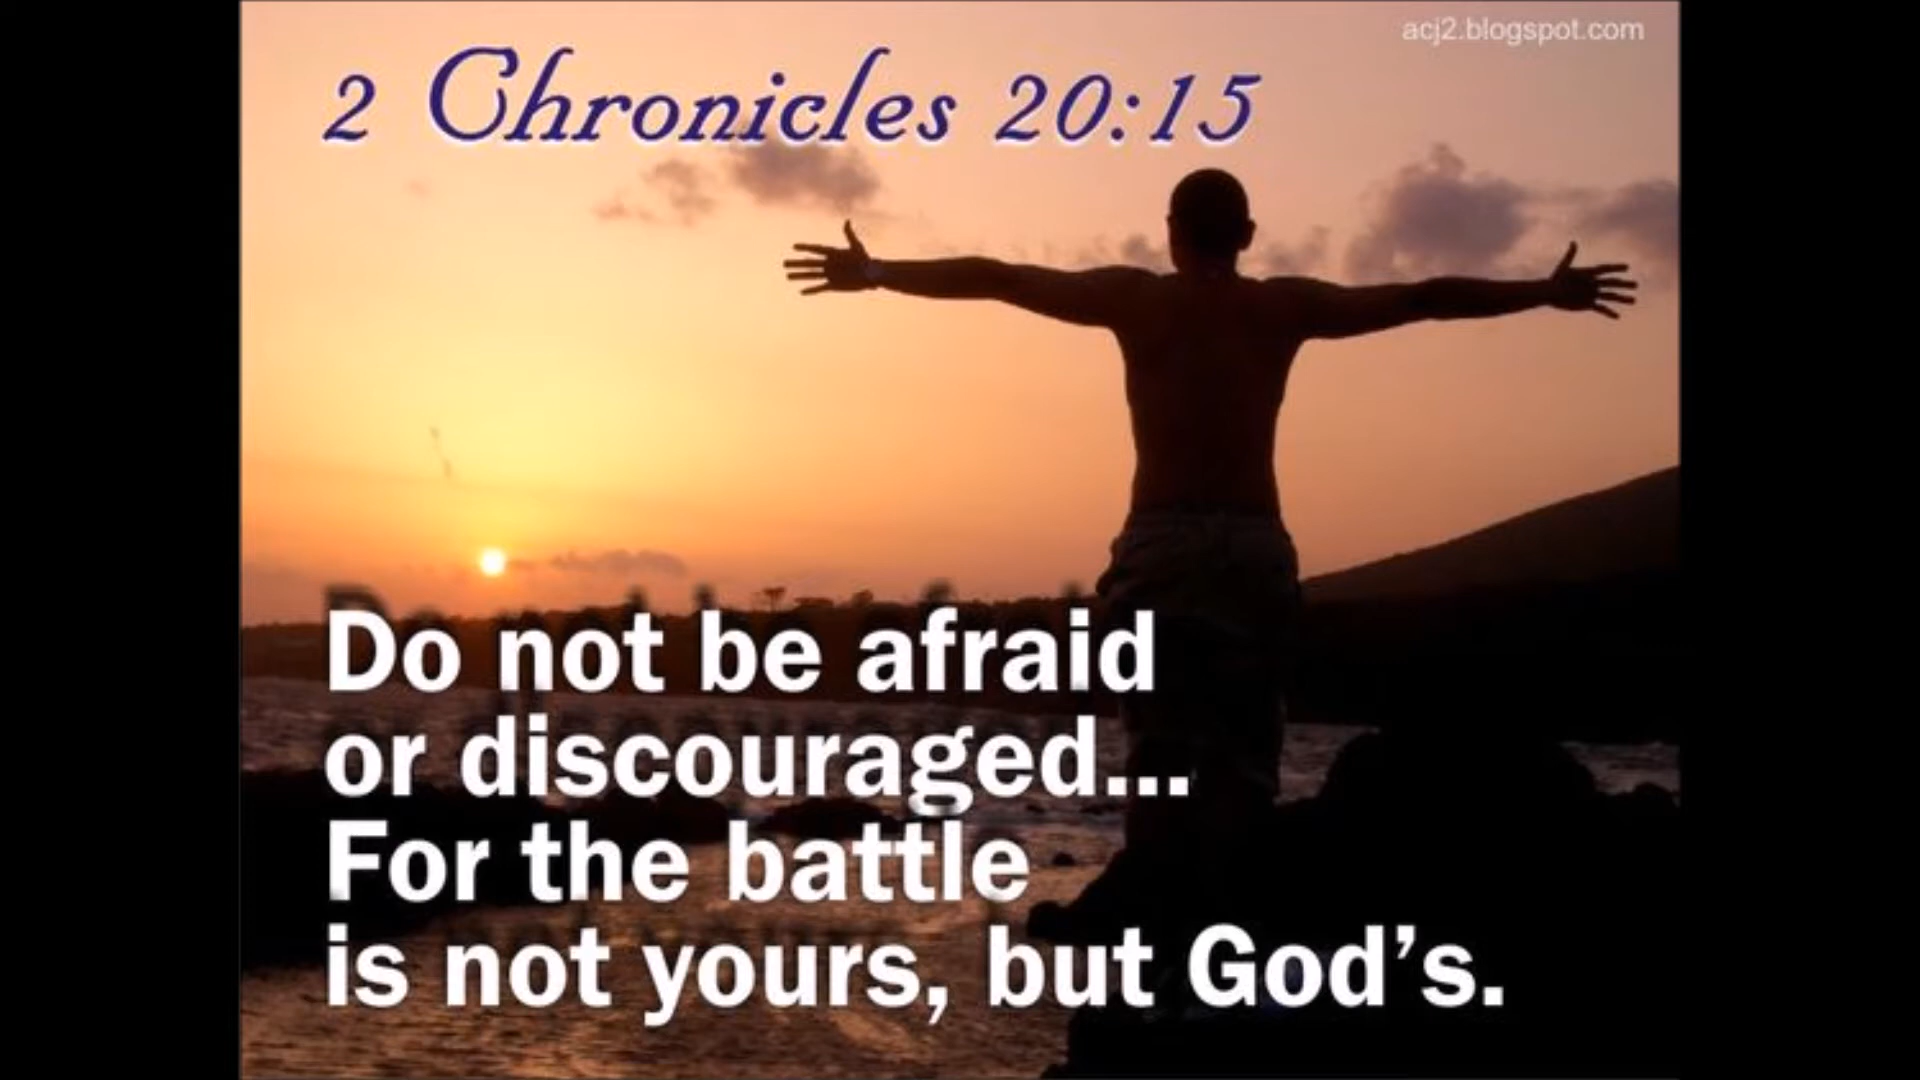 acj2.blogspot.com
2 Chronicles 20:15
Do not be afraid
or discouraged...
For the battle
is not yours, but God's.